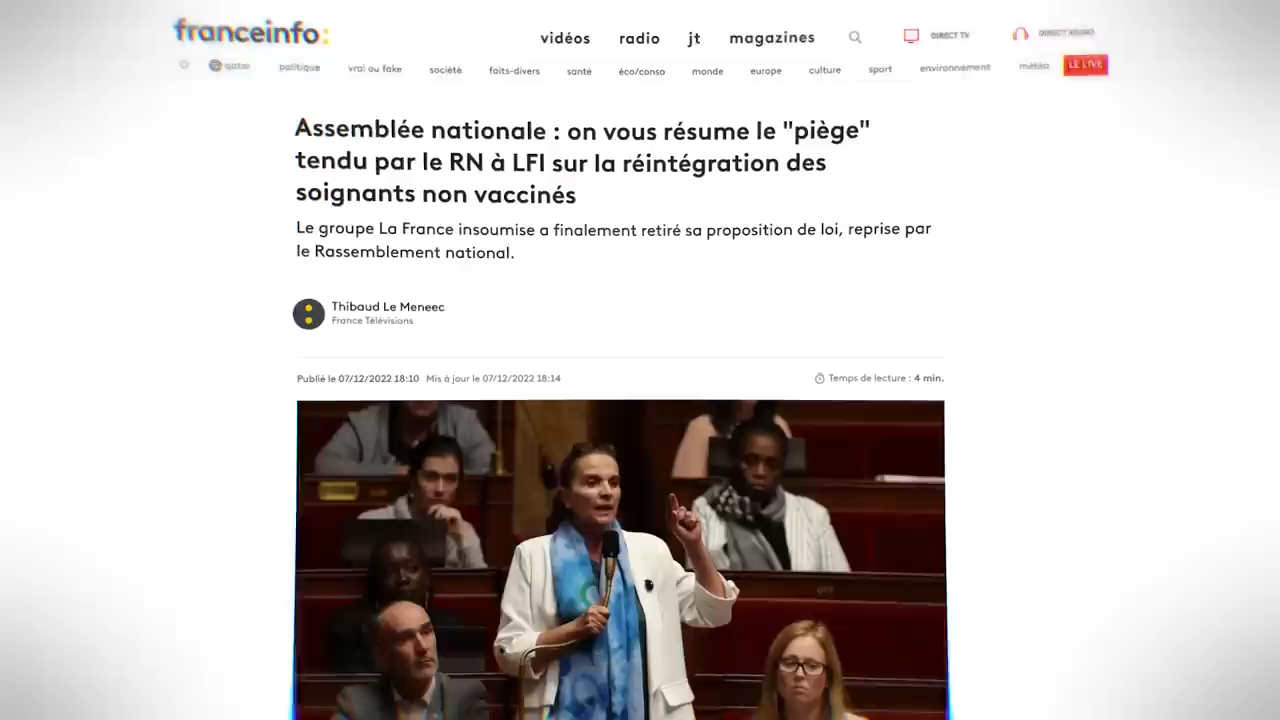 franceinfo:
vidéos radio jt magazines DIRECT TV DIRECT RADIO
qatar politique vrai ou fake société faits-divers santé éco/conso monde europe culture sport environnement météo LE LIVE
Assemblée nationale : on vous résume le "piège"
tendu par le RN à LFI sur la réintégration des
soignants non vaccinés
Le groupe La France insoumise a finalement retiré sa proposition de loi, reprise par
le Rassemblement national.
Thibaud Le Meneec
France Télévisions
Publié le 07/12/2022 18:10 Mis à jour le 07/12/2022 18:14 Temps de lecture : 4 min.